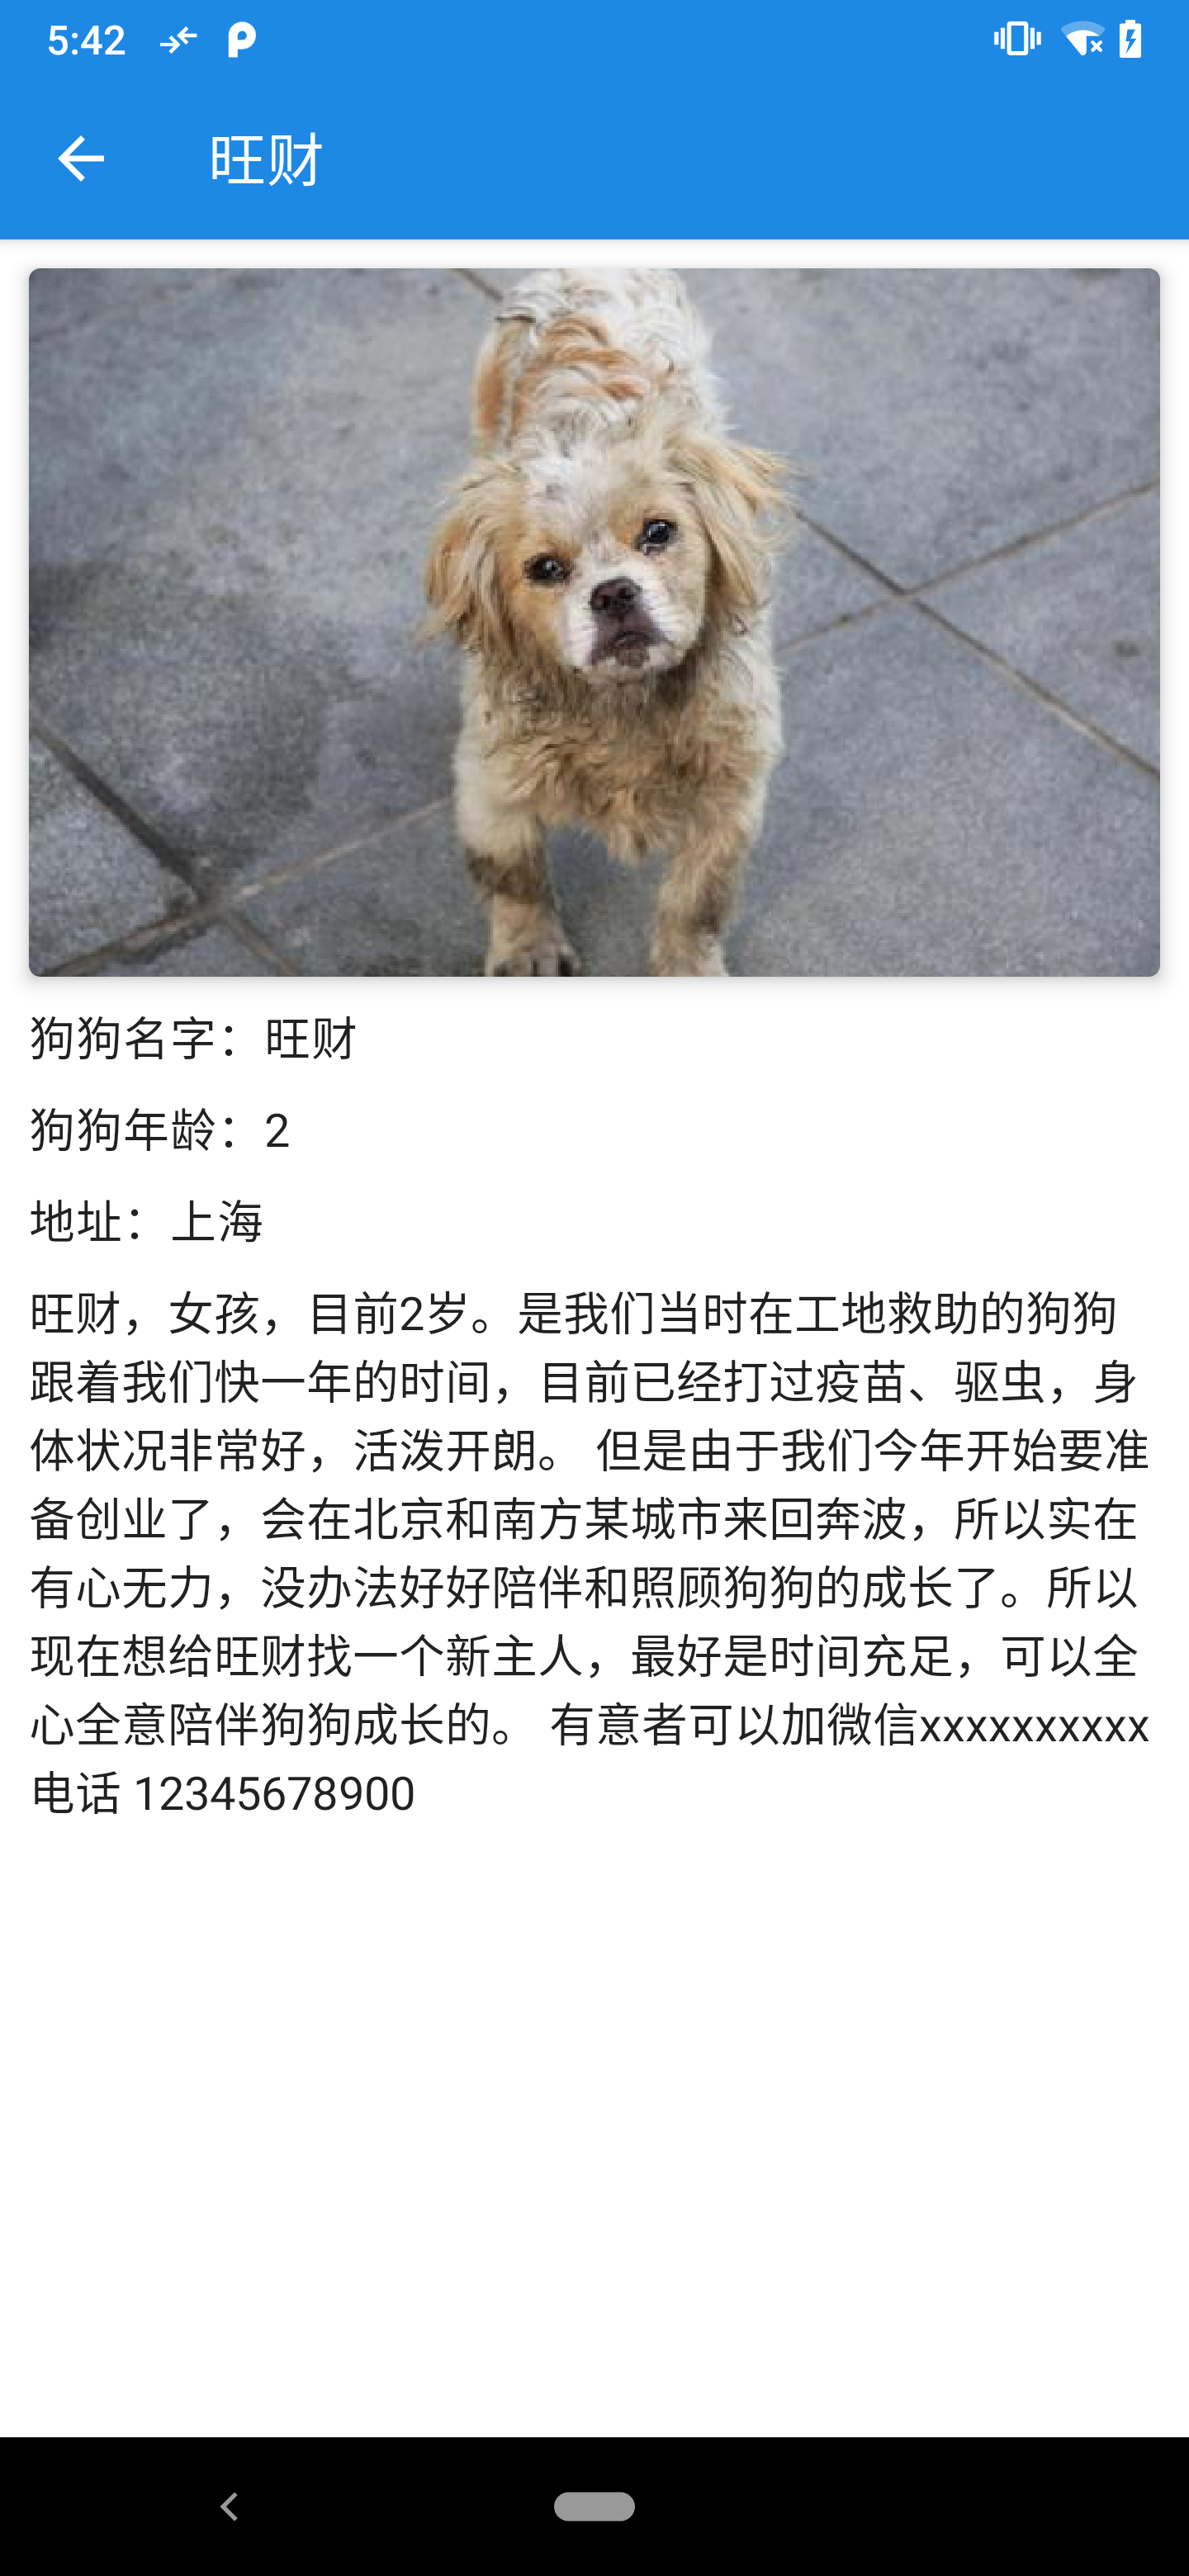 5:42
旺财
狗狗名字：旺财
狗狗年龄：2
地址：上海
旺财，女孩，目前2岁。是我们当时在工地救助的狗狗
跟着我们快一年的时间，目前已经打过疫苗、驱虫，身
体状况非常好，活泼开朗。 但是由于我们今年开始要准
备创业了，会在北京和南方某城市来回奔波，所以实在
有心无力，没办法好好陪伴和照顾狗狗的成长了。所以
现在想给旺财找一个新主人，最好是时间充足，可以全
心全意陪伴狗狗成长的。 有意者可以加微信xxxxxxxxxx
电话 12345678900